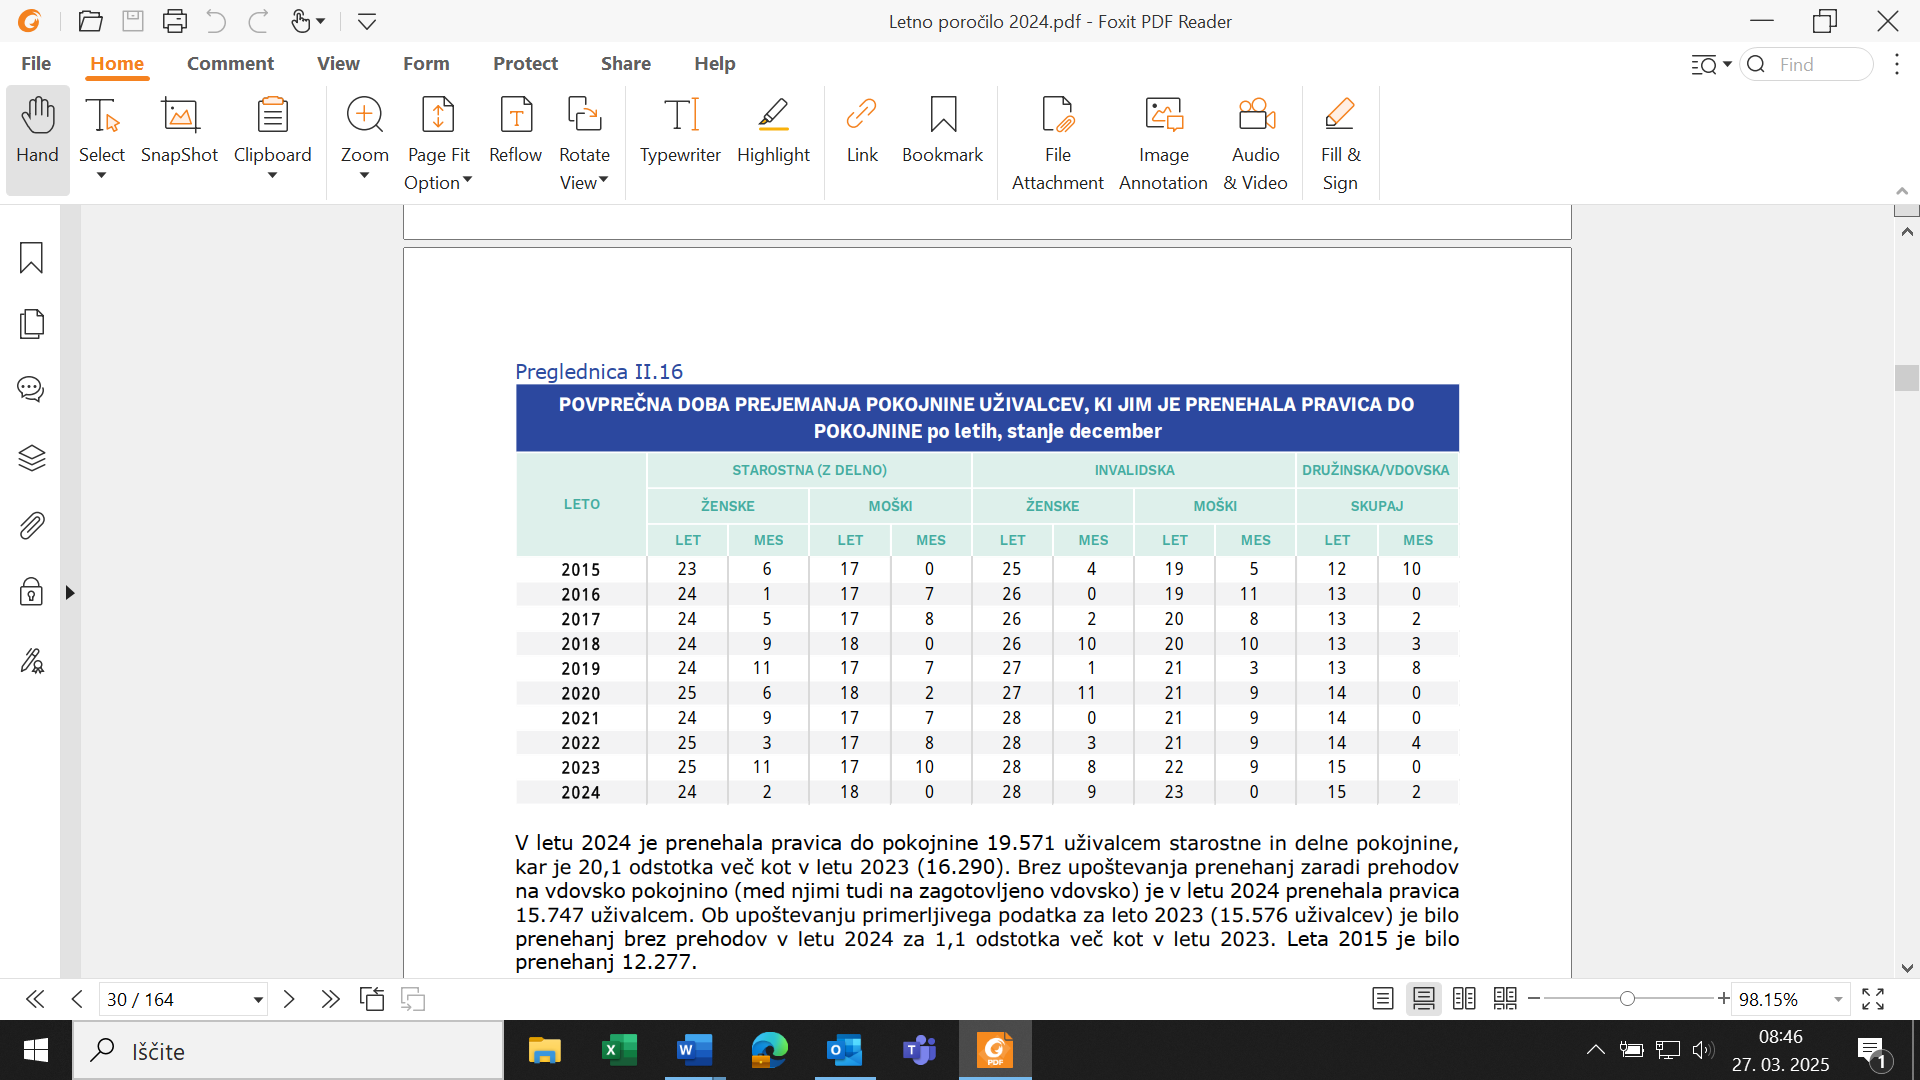 Letno poročilo 2024.pdf - Foxit PDF Reader
File Home Comment View Form Protect Share Help Find
Hand Select SnapShot Clipboard Zoom Page Fit Option Reflow Rotate View Typewriter Highlight Link Bookmark File Attachment Image Annotation Audio & Video Fill & Sign
Preglednica II.16
POVPREČNA DOBA PREJEMANJA POKOJNINE UŽIVALCEV, KI JIM JE PRENEHALA PRAVICA DO
POKOJNINE po letih, stanje december
LETO STAROSTNA (Z DELNO) INVALIDSKA DRUŽINSKA/VDOVSKA
ŽENSKE MOŠKI ŽENSKE MOŠKI SKUPAJ
LET MES LET MES LET MES LET MES LET MES
2015 23 6 17 0 25 4 19 5 12 10
2016 24 1 17 7 26 0 19 11 13 0
2017 24 5 17 8 26 2 20 8 13 2
2018 24 9 18 0 26 10 20 10 13 3
2019 24 11 17 7 27 1 21 3 13 8
2020 25 6 18 2 27 11 21 9 14 0
2021 24 9 17 7 28 0 21 9 14 0
2022 25 3 17 8 28 3 21 9 14 4
2023 25 11 17 10 28 8 22 9 15 0
2024 24 2 18 0 28 9 23 0 15 2
V letu 2024 je prenehala pravica do pokojnine 19.571 uživalcem starostne in delne pokojnine,
kar je 20,1 odstotka več kot v letu 2023 (16.290). Brez upoštevanja prenehanj zaradi prehodov
na vdovsko pokojnino (med njimi tudi na zagotovljeno vdovsko) je v letu 2024 prenehala pravica
15.747 uživalcem. Ob upoštevanju primerljivega podatka za leto 2023 (15.576 uživalcev) je bilo
prenehanj brez prehodov v letu 2024 za 1,1 odstotka več kot v letu 2023. Leta 2015 je bilo
prenehanj 12.277.
30 / 164 98.15%
Iščite
08:46
27. 03. 2025
1